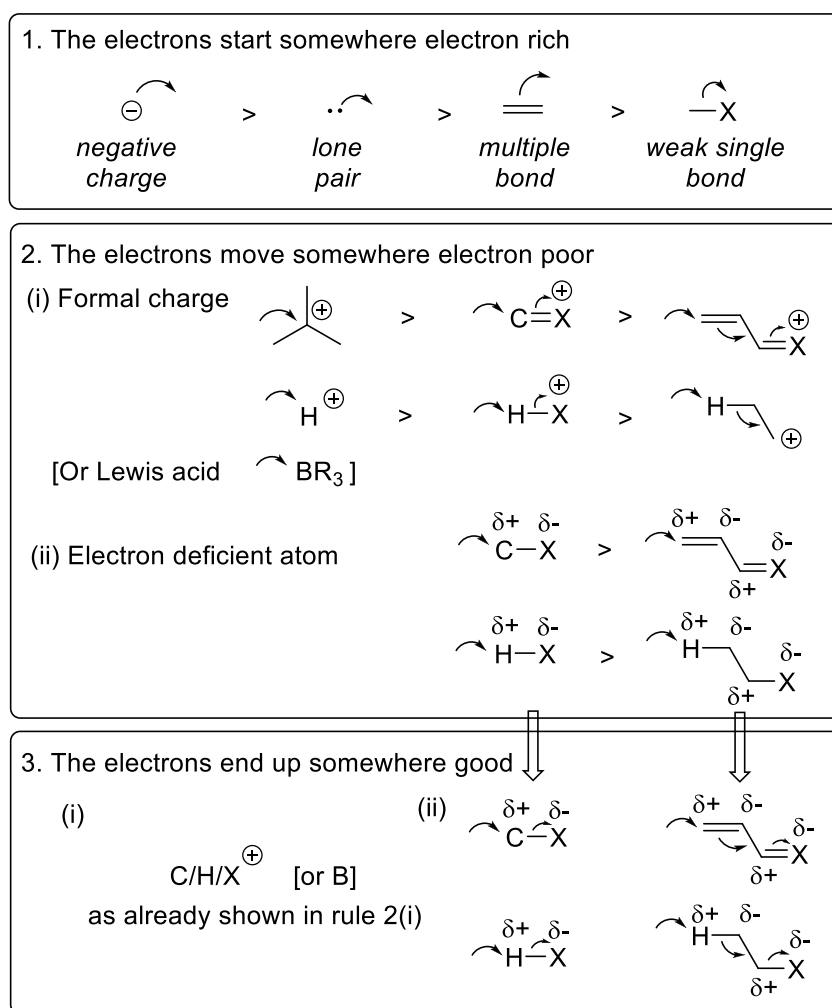 1. The electrons start somewhere electron rich
⊖ > .. > = > —X
negative lone multiple weak single
charge pair bond bond
2. The electrons move somewhere electron poor
(i) Formal charge ⊕ > C=X ⊕ > X ⊕
H ⊕ > H—X ⊕ > H ⊕
[Or Lewis acid BR3 ]
δ+ δ- δ+ δ- δ-
(ii) Electron deficient atom C—X > X
δ+
δ+ δ- δ+ δ- δ-
H—X > H X
δ+
3. The electrons end up somewhere good
(i) (ii) δ+ δ- δ+ δ- δ-
C—X X
δ+
C/H/X ⊕ [or B]
as already shown in rule 2(i)
δ+ δ- δ+ δ- δ-
H—X H X
δ+